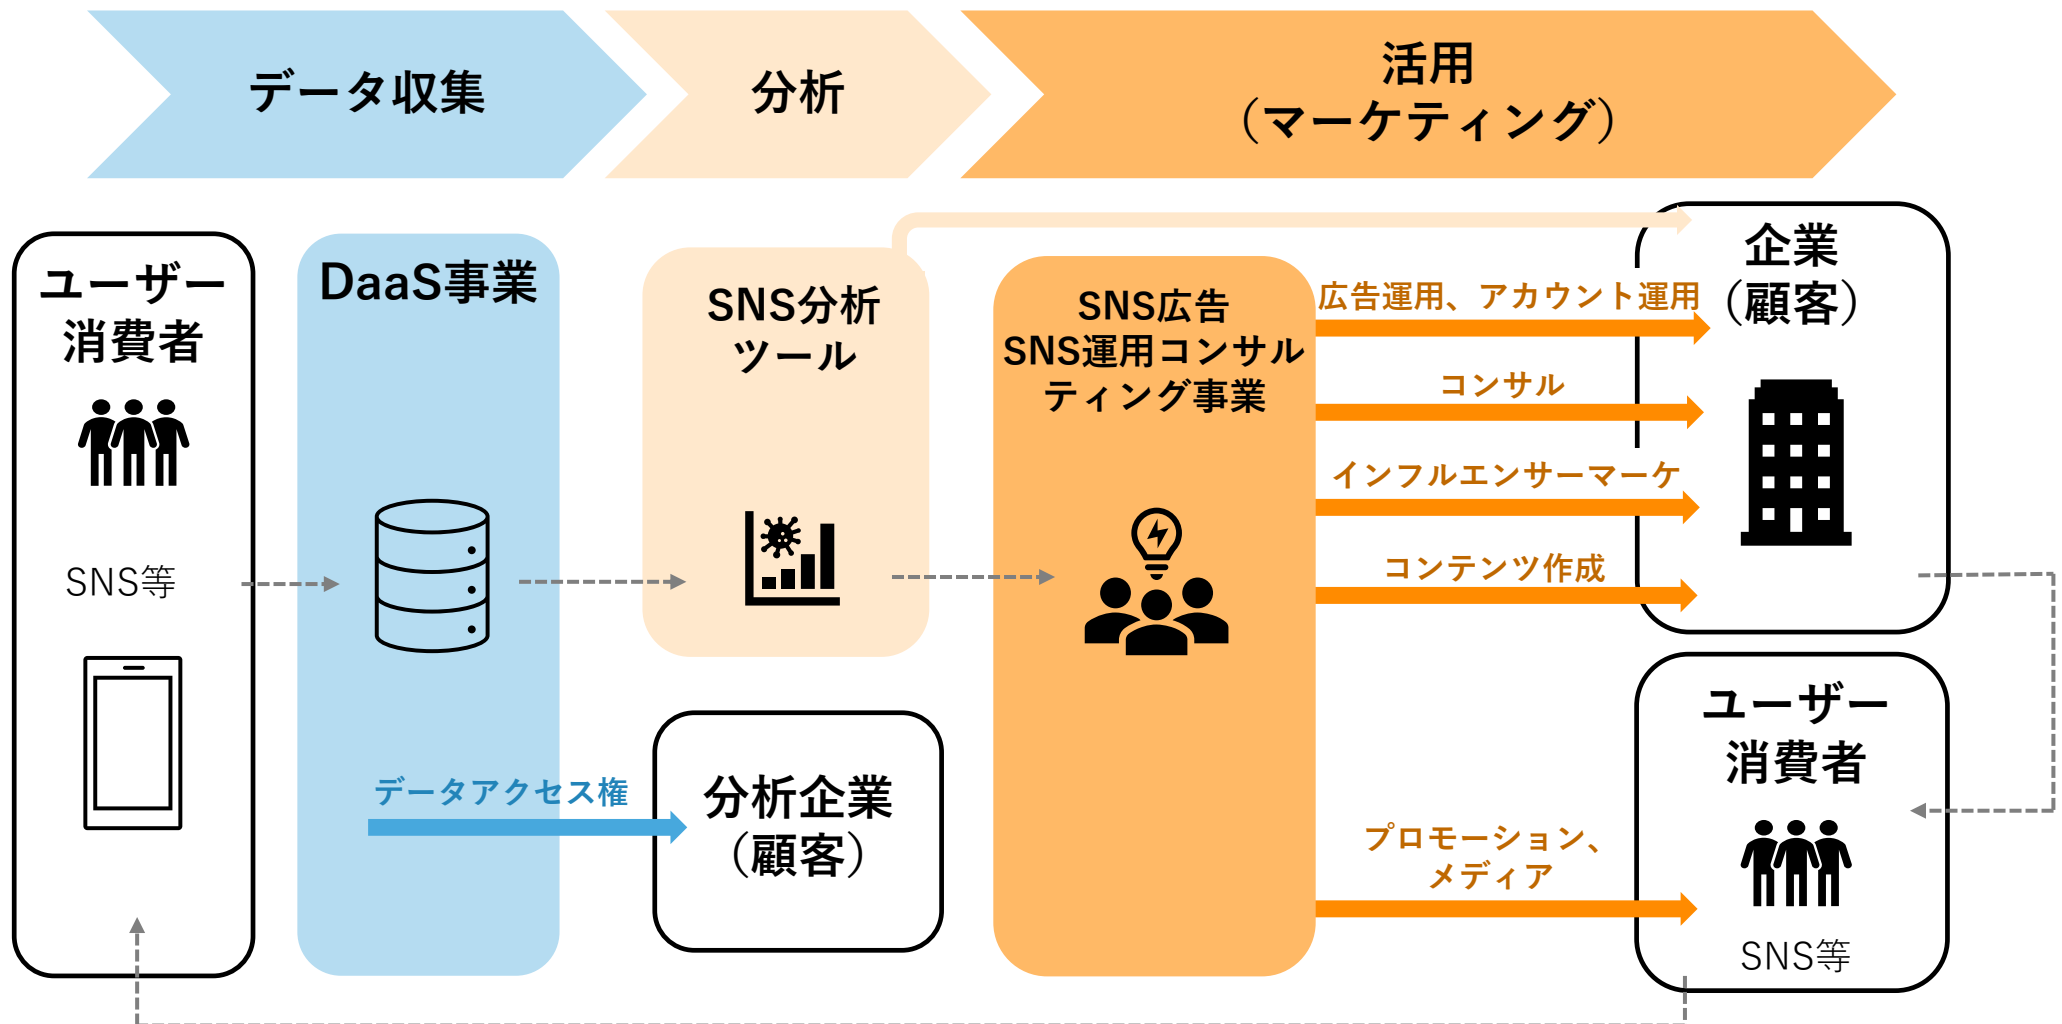 データ収集
分析
活用
（マーケティング）
ユーザー
消費者
SNS等
DaaS事業
データアクセス権
SNS分析
ツール
分析企業
（顧客）
SNS広告
SNS運用コンサル
ティング事業
広告運用、アカウント運用
コンサル
インフルエンサーマーケ
コンテンツ作成
プロモーション、
メディア
企業
（顧客）
ユーザー
消費者
SNS等